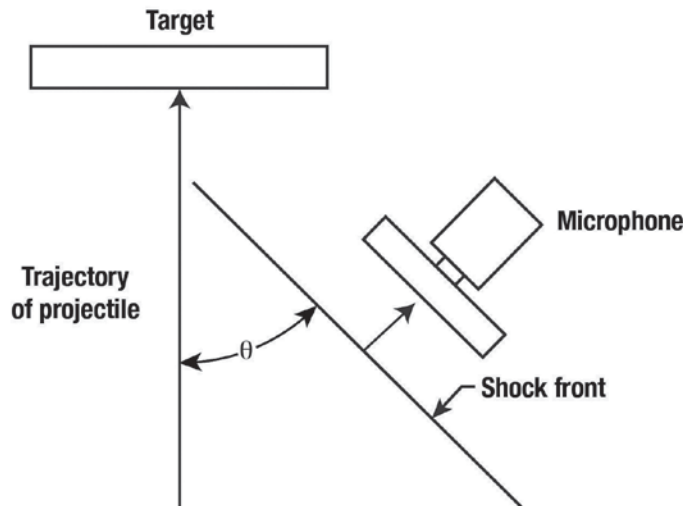 Target
Microphone
Trajectory
of projectile
θ
Shock front